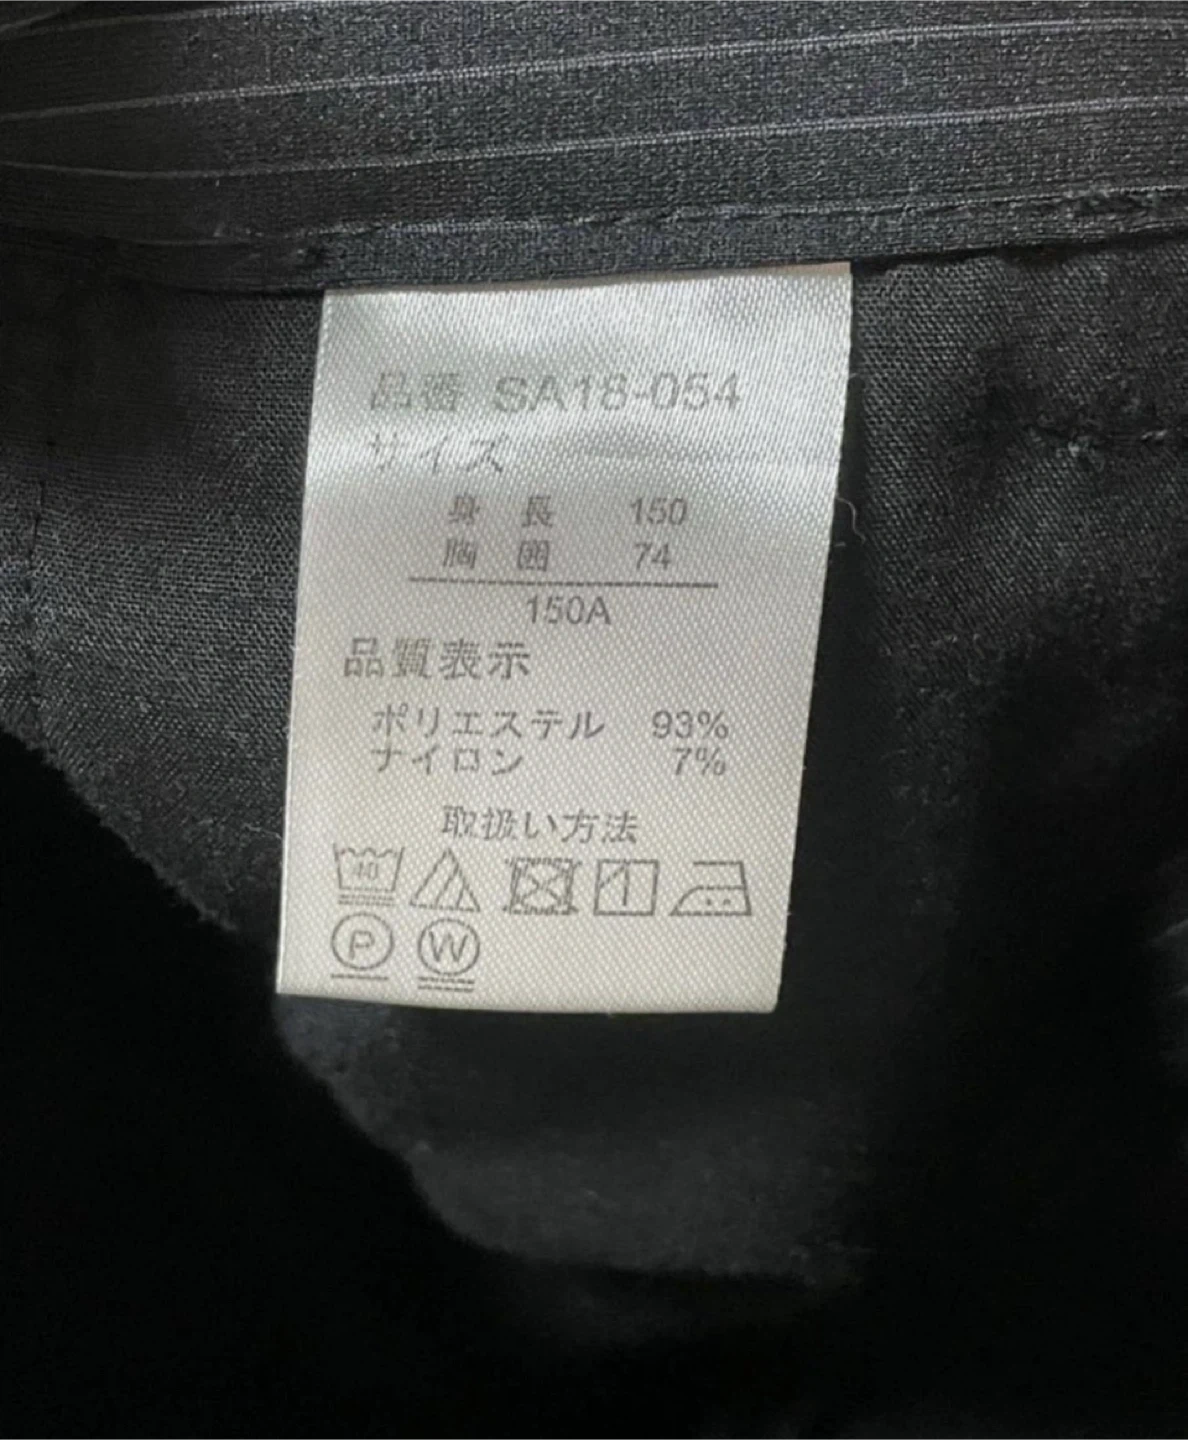 品番 SA18-054
サイズ
身 長 150
胸 囲 74
150A
品質表示
ポリエステル 93%
ナイロン 7%
取扱い方法
40
P W